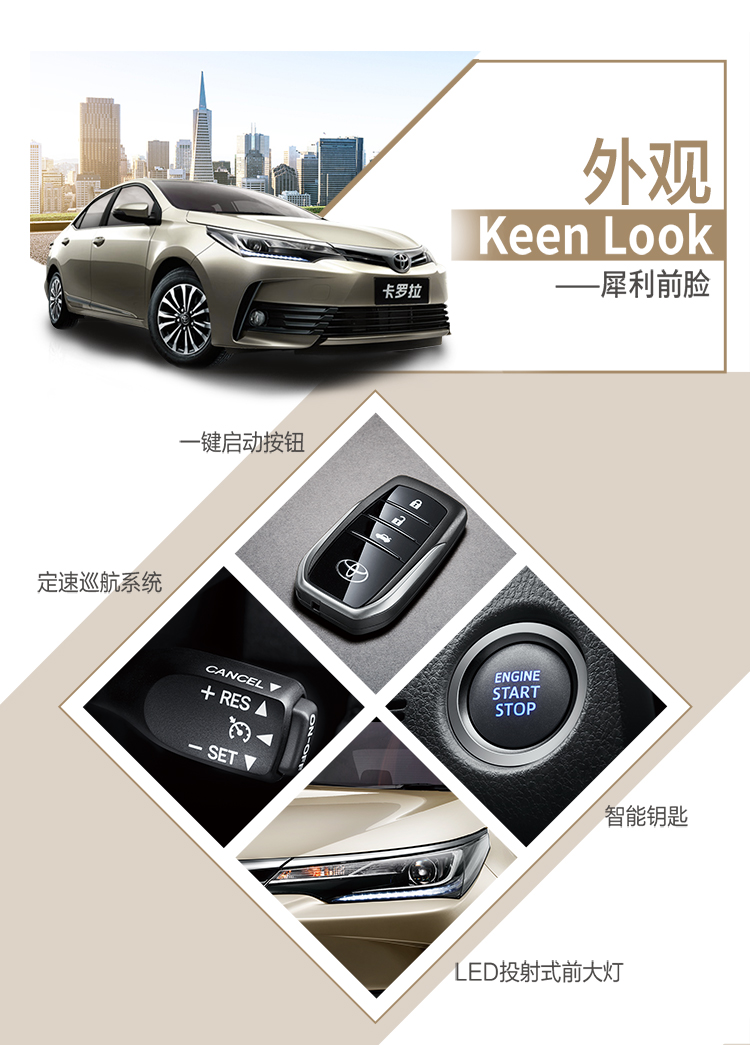 外观
Keen Look
——犀利前脸
卡罗拉
一键启动按钮
定速巡航系统
CANCEL ▼
+ RES ▲
◀
− SET ▼
ON-OFF
ENGINE
START
STOP
智能钥匙
LED投射式前大灯